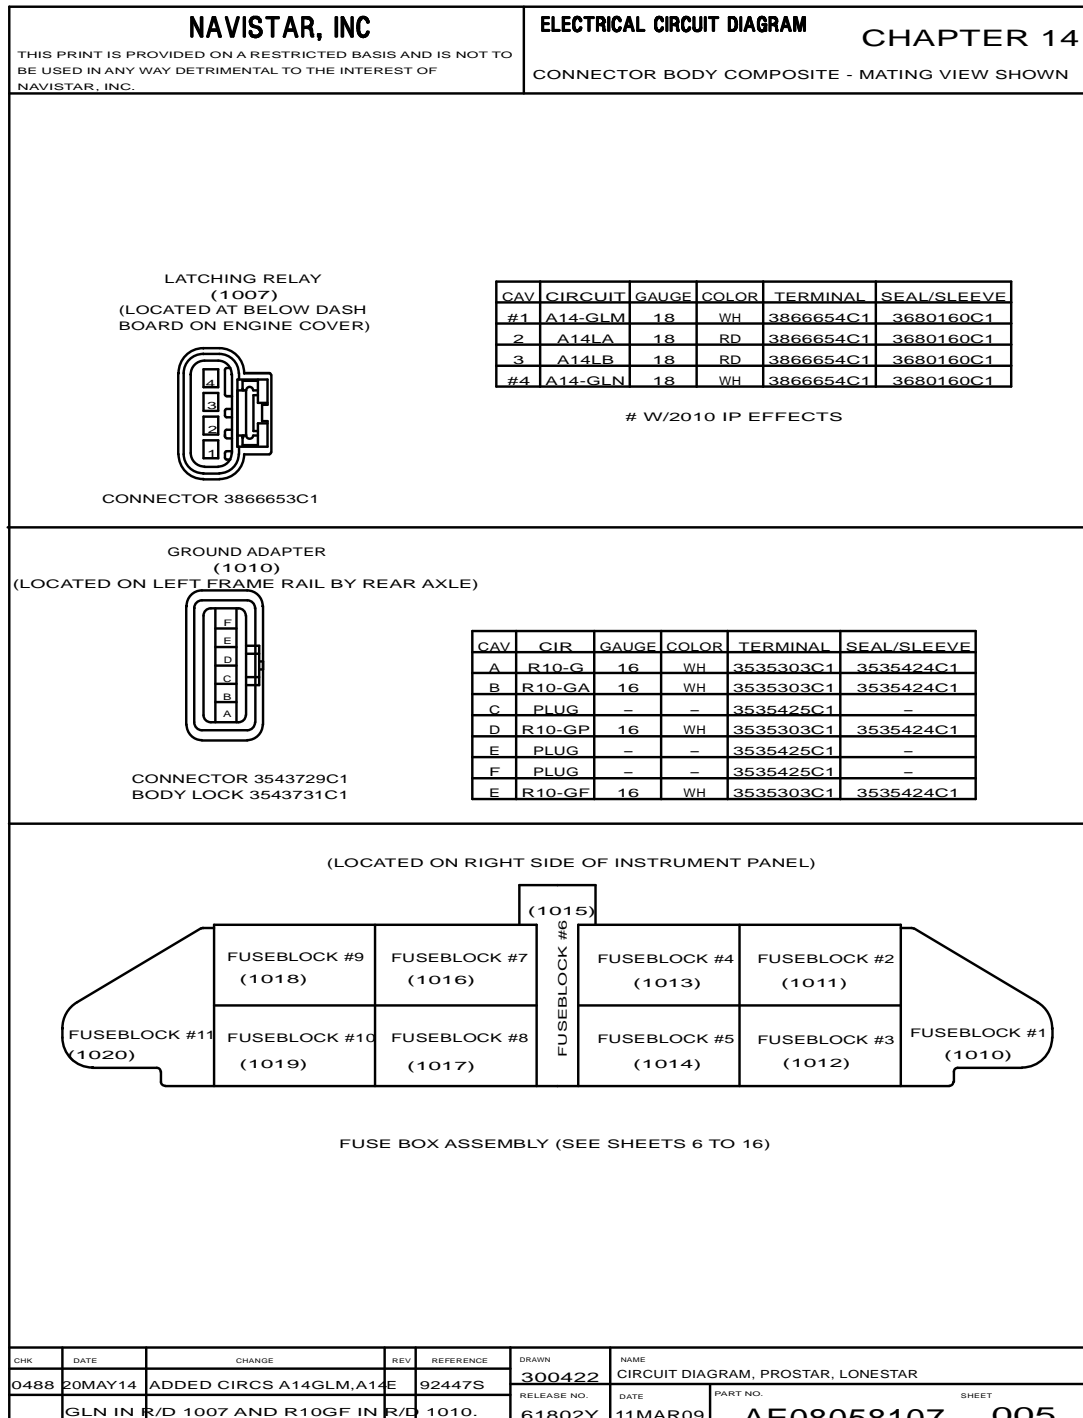 NAVISTAR, INC
THIS PRINT IS PROVIDED ON A RESTRICTED BASIS AND IS NOT TO
BE USED IN ANY WAY DETRIMENTAL TO THE INTEREST OF
NAVISTAR, INC.
ELECTRICAL CIRCUIT DIAGRAM
CHAPTER 14
CONNECTOR BODY COMPOSITE - MATING VIEW SHOWN
LATCHING RELAY
(1007)
(LOCATED AT BELOW DASH
BOARD ON ENGINE COVER)
4
3
2
1
CONNECTOR 3866653C1
CAV CIRCUIT GAUGE COLOR TERMINAL SEAL/SLEEVE
#1 A14-GLM 18 WH 3866654C1 3680160C1
2 A14LA 18 RD 3866654C1 3680160C1
3 A14LB 18 RD 3866654C1 3680160C1
#4 A14-GLN 18 WH 3866654C1 3680160C1
# W/2010 IP EFFECTS
GROUND ADAPTER
(1010)
(LOCATED ON LEFT FRAME RAIL BY REAR AXLE)
F
E
D
C
B
A
CONNECTOR 3543729C1
BODY LOCK 3543731C1
CAV CIR GAUGE COLOR TERMINAL SEAL/SLEEVE
A R10-G 16 WH 3535303C1 3535424C1
B R10-GA 16 WH 3535303C1 3535424C1
C PLUG – – 3535425C1 –
D R10-GP 16 WH 3535303C1 3535424C1
E PLUG – – 3535425C1 –
F PLUG – – 3535425C1 –
E R10-GF 16 WH 3535303C1 3535424C1
(LOCATED ON RIGHT SIDE OF INSTRUMENT PANEL)
(1015)
FUSEBLOCK #6
FUSEBLOCK #9
(1018)
FUSEBLOCK #7
(1016)
FUSEBLOCK #4
(1013)
FUSEBLOCK #2
(1011)
FUSEBLOCK #11
(1020)
FUSEBLOCK #10
(1019)
FUSEBLOCK #8
(1017)
FUSEBLOCK #5
(1014)
FUSEBLOCK #3
(1012)
FUSEBLOCK #1
(1010)
FUSE BOX ASSEMBLY (SEE SHEETS 6 TO 16)
CHK DATE CHANGE REV REFERENCE
0488 20MAY14 ADDED CIRCS A14GLM,A14 E 92447S
GLN IN R/D 1007 AND R10GF IN R/D 1010.
DRAWN
300422
NAME
CIRCUIT DIAGRAM, PROSTAR, LONESTAR
RELEASE NO.
61802Y
DATE
11MAR09
PART NO.
AE08058107
SHEET
005